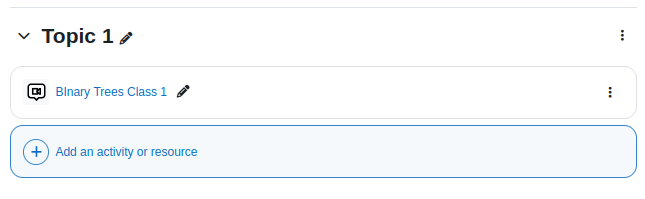 Topic 1
BInary Trees Class 1
Add an activity or resource